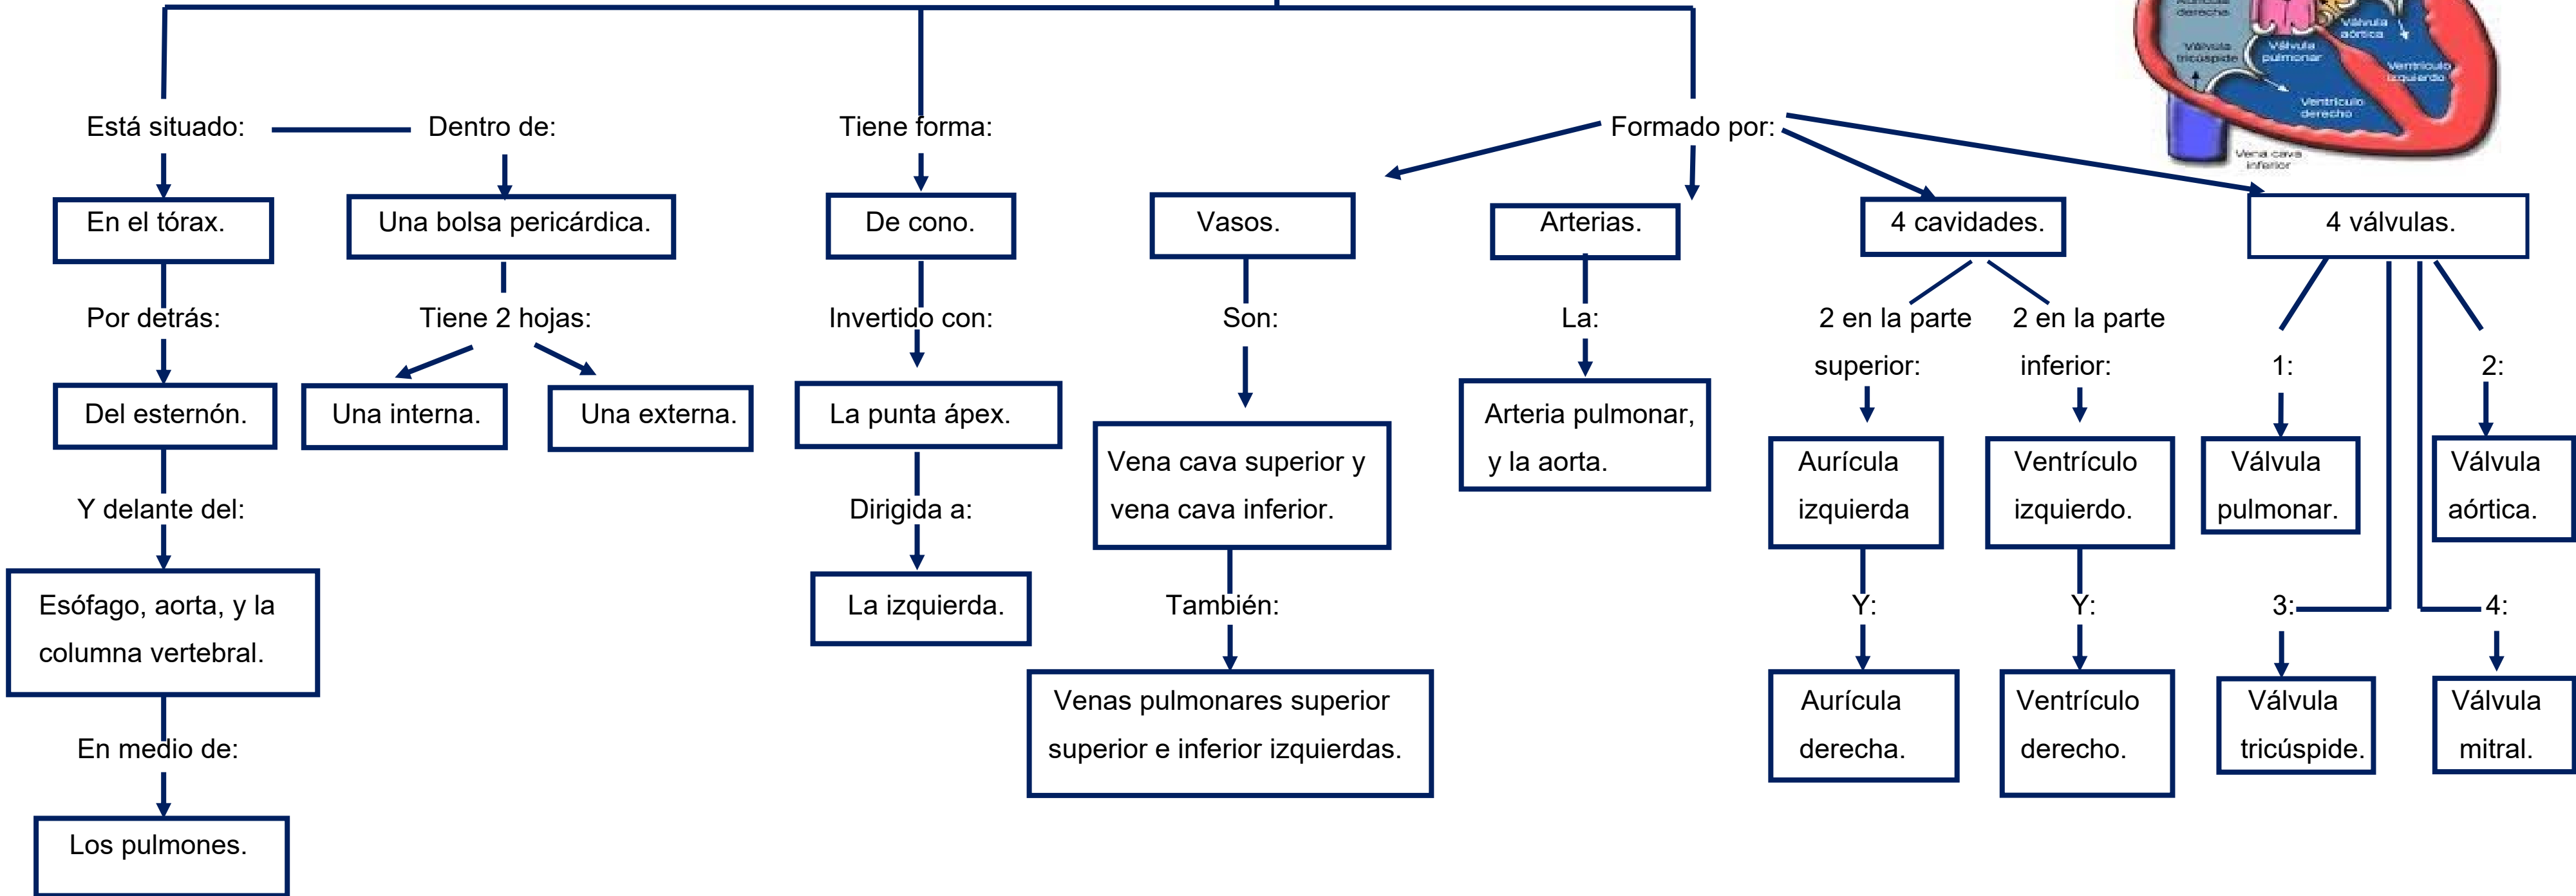 Aurícula
derecha
Válvula
tricúspide
Válvula
pulmonar
Válvula
aórtica
Ventrículo
izquierdo
Ventrículo
derecho
Vena cava
inferior
Está situado:
Dentro de:
Tiene forma:
Formado por:
En el tórax.
Una bolsa pericárdica.
De cono.
Vasos.
Arterias.
4 cavidades.
4 válvulas.
Por detrás:
Tiene 2 hojas:
Invertido con:
Son:
La:
2 en la parte
superior:
2 en la parte
inferior:
1:
2:
Del esternón.
Una interna.
Una externa.
La punta ápex.
Vena cava superior y
vena cava inferior.
Arteria pulmonar,
y la aorta.
Aurícula
izquierda
Ventrículo
izquierdo.
Válvula
pulmonar.
Válvula
aórtica.
Y delante del:
Dirigida a:
Esófago, aorta, y la
columna vertebral.
La izquierda.
También:
Y:
Y:
3:
4:
Venas pulmonares superior
superior e inferior izquierdas.
Aurícula
derecha.
Ventrículo
derecho.
Válvula
tricúspide.
Válvula
mitral.
En medio de:
Los pulmones.